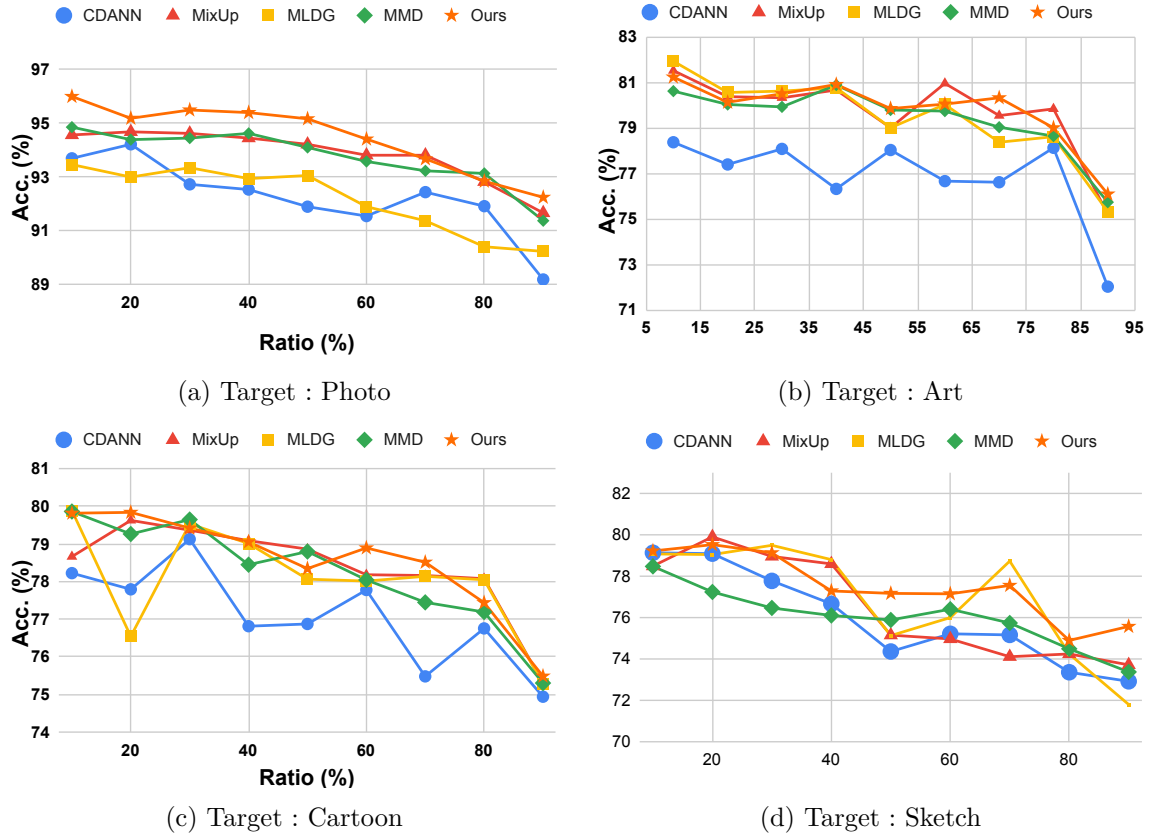 CDANN MixUp MLDG MMD Ours
97
95
93
91
89
Acc. (%)
20 40 60 80
Ratio (%)
(a) Target : Photo
CDANN MixUp MLDG MMD Ours
83
81
79
77
75
73
71
Acc. (%)
5 15 25 35 45 55 65 75 85 95
(b) Target : Art
CDANN MixUp MLDG MMD Ours
81
80
79
78
77
76
75
74
Acc. (%)
20 40 60 80
Ratio (%)
(c) Target : Cartoon
CDANN MixUp MLDG MMD Ours
82
80
78
76
74
72
70
20 40 60 80
(d) Target : Sketch